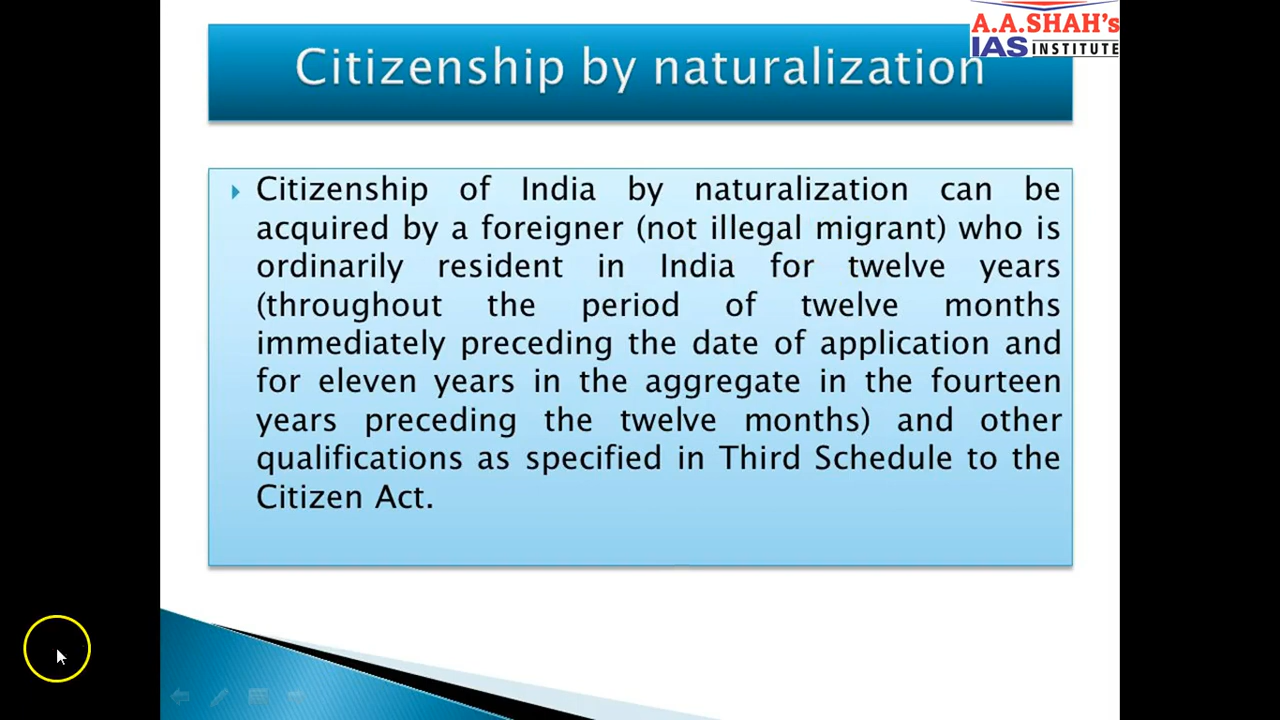 A.A.SHAH's
IAS INSTITUTE
Citizenship by naturalization
Citizenship of India by naturalization can be
acquired by a foreigner (not illegal migrant) who is
ordinarily resident in India for twelve years
(throughout the period of twelve months
immediately preceding the date of application and
for eleven years in the aggregate in the fourteen
years preceding the twelve months) and other
qualifications as specified in Third Schedule to the
Citizen Act.